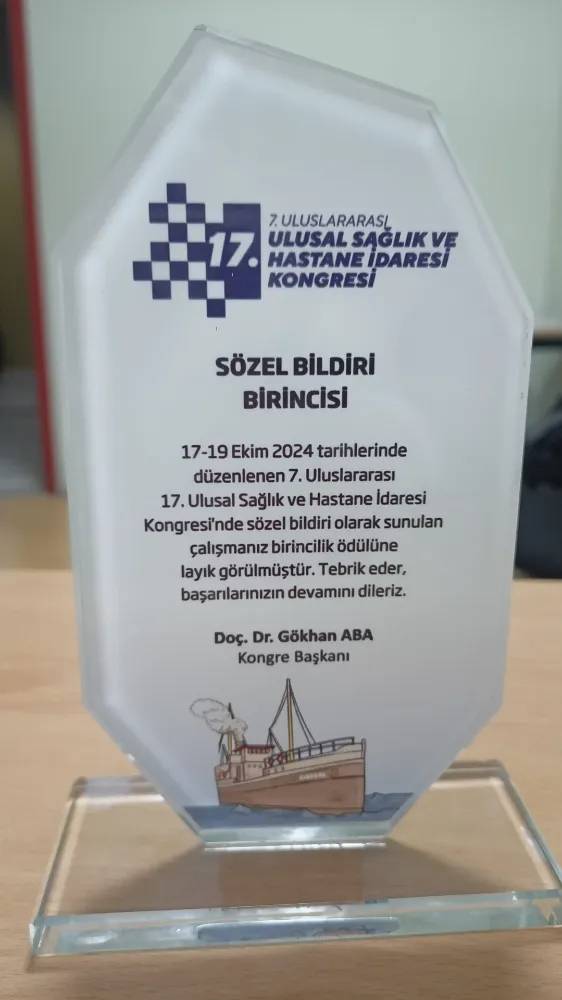 17.
7. ULUSLARARASI
ULUSAL SAĞLIK VE
HASTANE İDARESİ
KONGRESİ
SÖZEL BİLDİRİ
BİRİNCİSİ
17-19 Ekim 2024 tarihlerinde
düzenlenen 7. Uluslararası
17. Ulusal Sağlık ve Hastane İdaresi
Kongresi'nde sözel bildiri olarak sunulan
çalışmanız birincilik ödülüne
layık görülmüştür. Tebrik eder,
başarılarınızın devamını dileriz.
Doç. Dr. Gökhan ABA
Kongre Başkanı